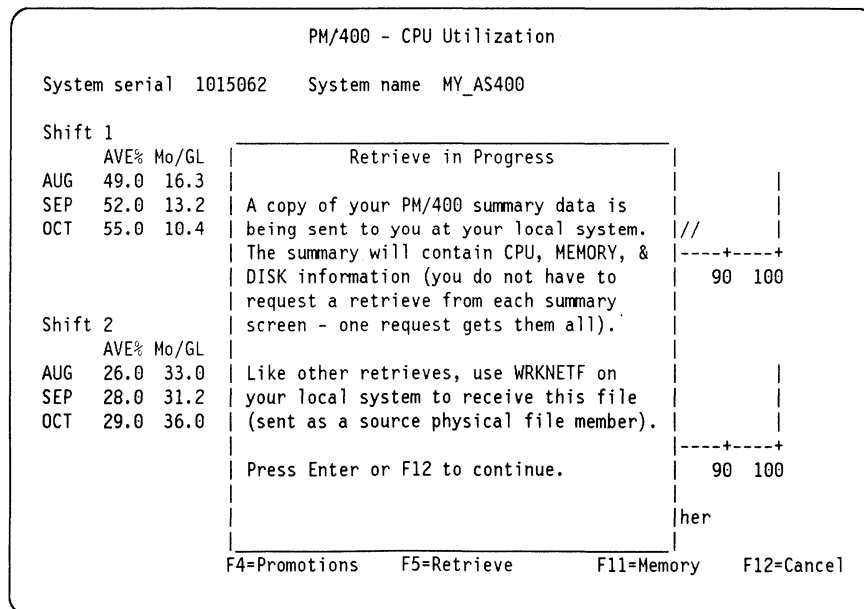 PM/400 - CPU Utilization
System serial 1015062 System name MY_AS400
Shift 1
AVE% Mo/GL | Retrieve in Progress |
AUG 49.0 16.3 | | |
SEP 52.0 13.2 | A copy of your PM/400 summary data is | |
OCT 55.0 10.4 | being sent to you at your local system. |// |
| The summary will contain CPU, MEMORY, & |----+----+
| DISK information (you do not have to | 90 100
| request a retrieve from each summary |
Shift 2 | screen - one request gets them all). |
AVE% Mo/GL | |
AUG 26.0 33.0 | Like other retrieves, use WRKNETF on | |
SEP 28.0 31.2 | your local system to receive this file | |
OCT 29.0 36.0 | (sent as a source physical file member). | |
| |----+----+
| Press Enter or F12 to continue. | 90 100
| |
| |her
F4=Promotions F5=Retrieve F11=Memory F12=Cancel